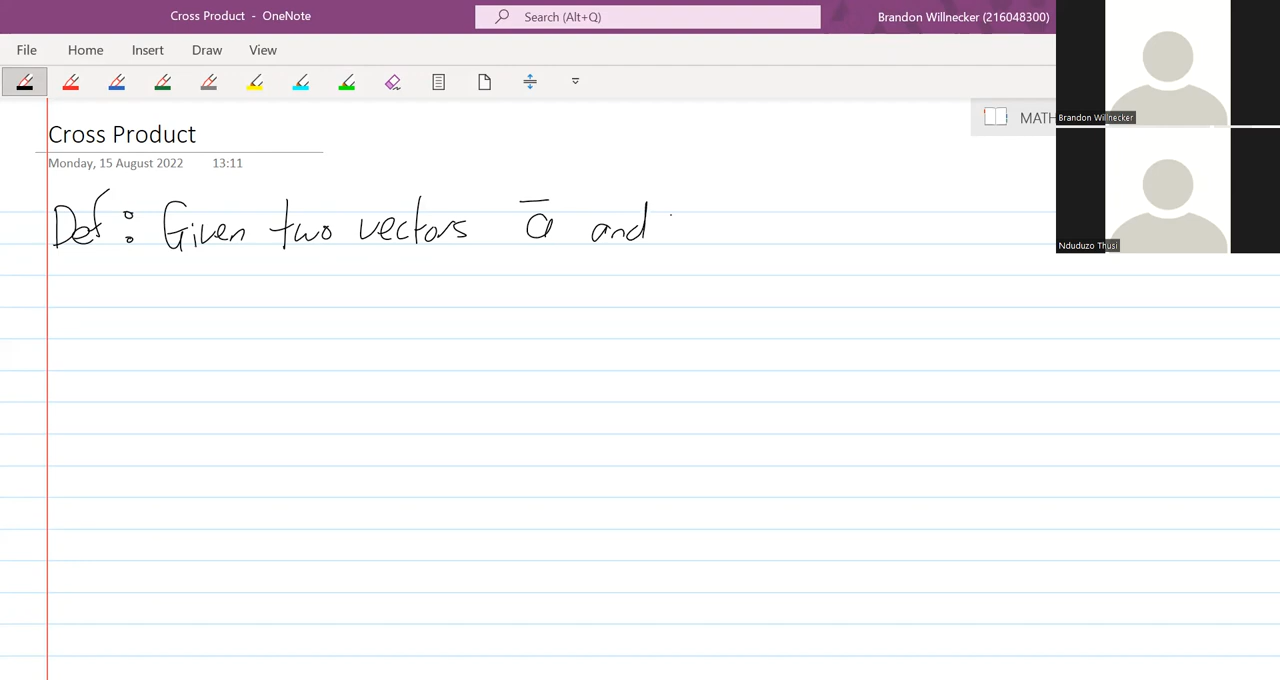 Cross Product - OneNote
Search (Alt+Q)
Brandon Willnecker (216048300)
File Home Insert Draw View
Cross Product
MATH
Brandon Willnecker
Monday, 15 August 2022 13:11
Def: Given two vectors a̅ and
Nduduzo Thusi